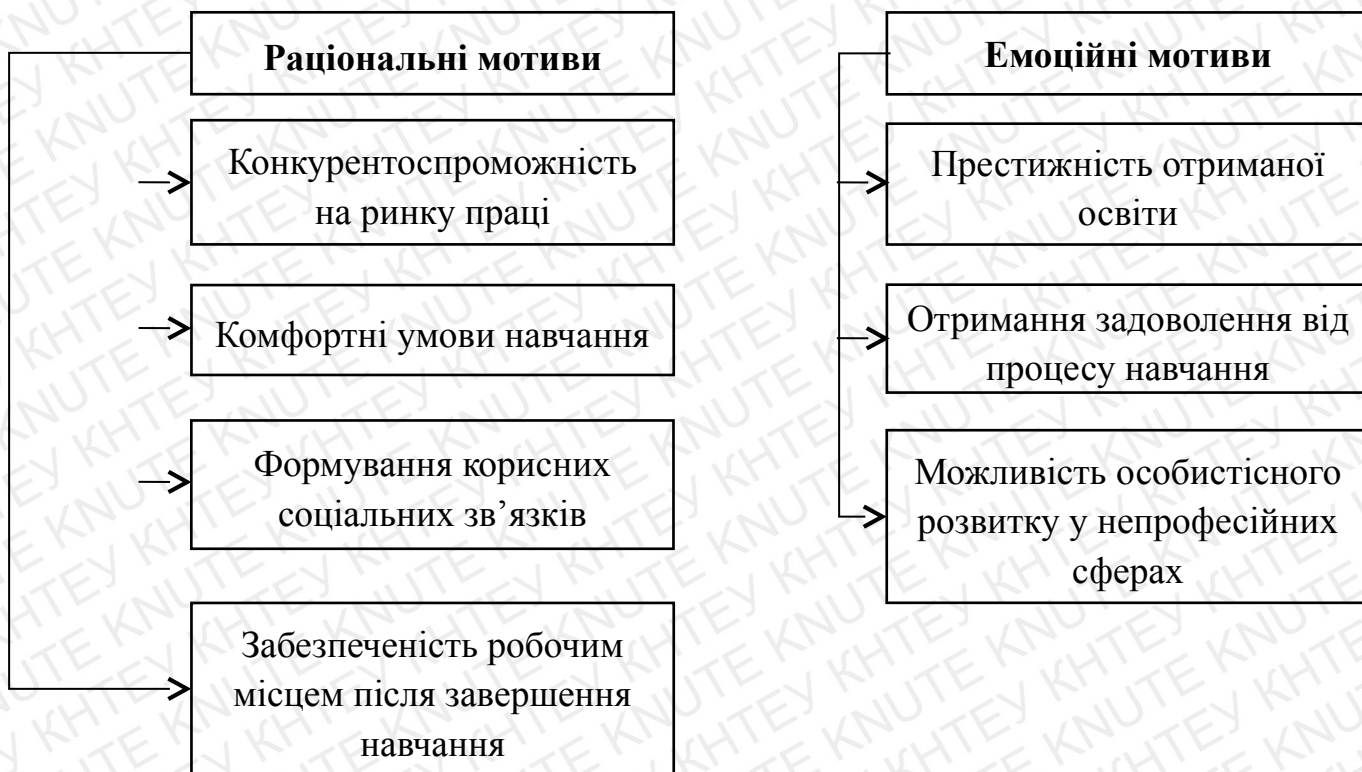 Раціональні мотиви
Конкурентоспроможність
на ринку праці
Комфортні умови навчання
Формування корисних
соціальних зв’язків
Забезпеченість робочим
місцем після завершення
навчання
Емоційні мотиви
Престижність отриманої
освіти
Отримання задоволення від
процесу навчання
Можливість особистісного
розвитку у непрофесійних
сферах